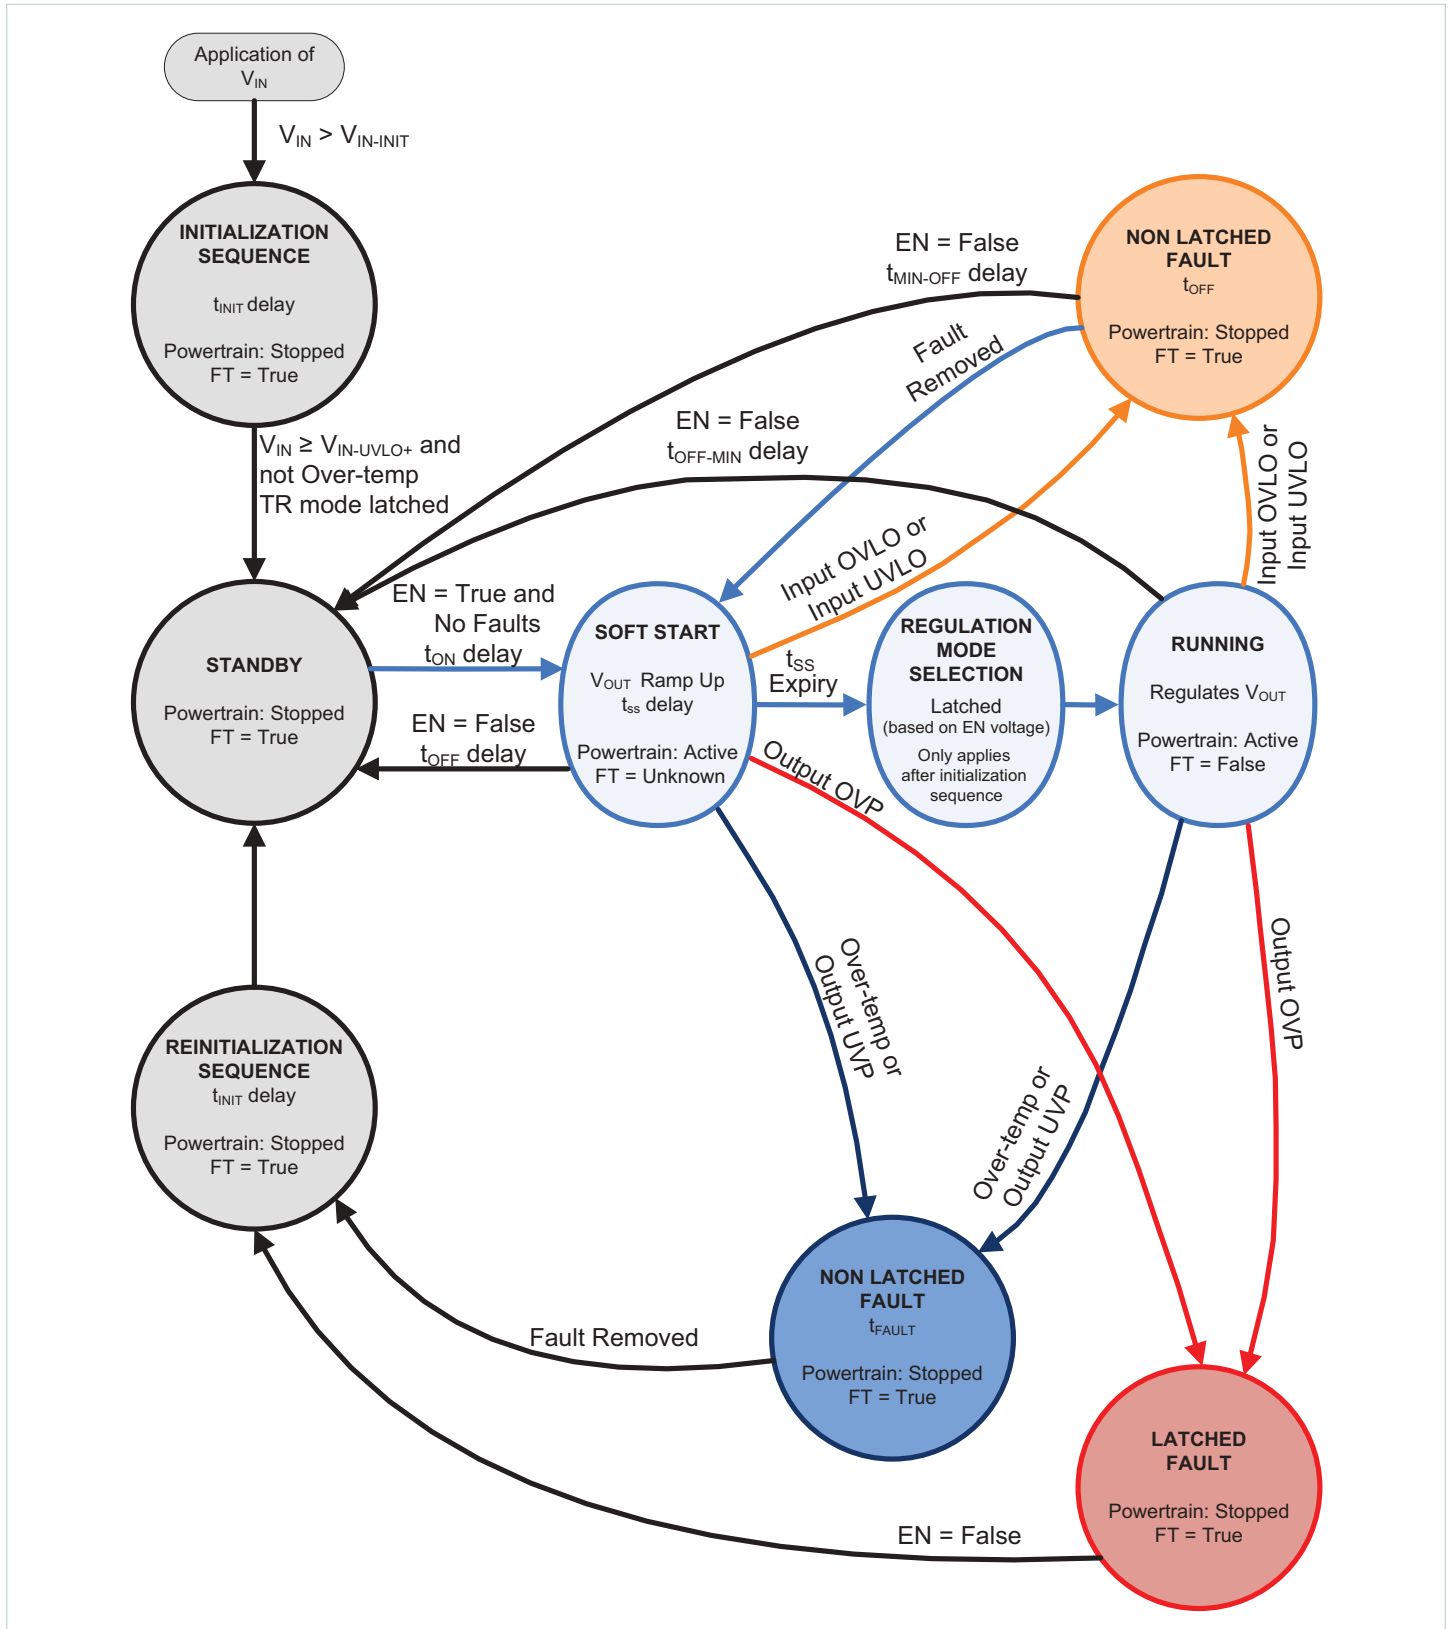 Application of
VIN
VIN > VIN-INIT
INITIALIZATION
SEQUENCE
tINIT delay
Powertrain: Stopped
FT = True
VIN ≥ VIN-UVLO+ and
not Over-temp
TR mode latched
EN = False
tMIN-OFF delay
NON LATCHED
FAULT
tOFF
Powertrain: Stopped
FT = True
Fault
Removed
EN = False
tOFF-MIN delay
Input OVLO or
Input UVLO
Input OVLO or
Input UVLO
STANDBY
Powertrain: Stopped
FT = True
EN = True and
No Faults
tON delay
EN = False
tOFF delay
SOFT START
VOUT Ramp Up
tss delay
Powertrain: Active
FT = Unknown
tSS
Expiry
REGULATION
MODE
SELECTION
Latched
(based on EN voltage)
Only applies
after initialization
sequence
RUNNING
Regulates VOUT
Powertrain: Active
FT = False
Output OVP
Over-temp or
Output UVP
Over-temp or
Output UVP
Output OVP
REINITIALIZATION
SEQUENCE
tINIT delay
Powertrain: Stopped
FT = True
Fault Removed
NON LATCHED
FAULT
tFAULT
Powertrain: Stopped
FT = True
LATCHED
FAULT
Powertrain: Stopped
FT = True
EN = False